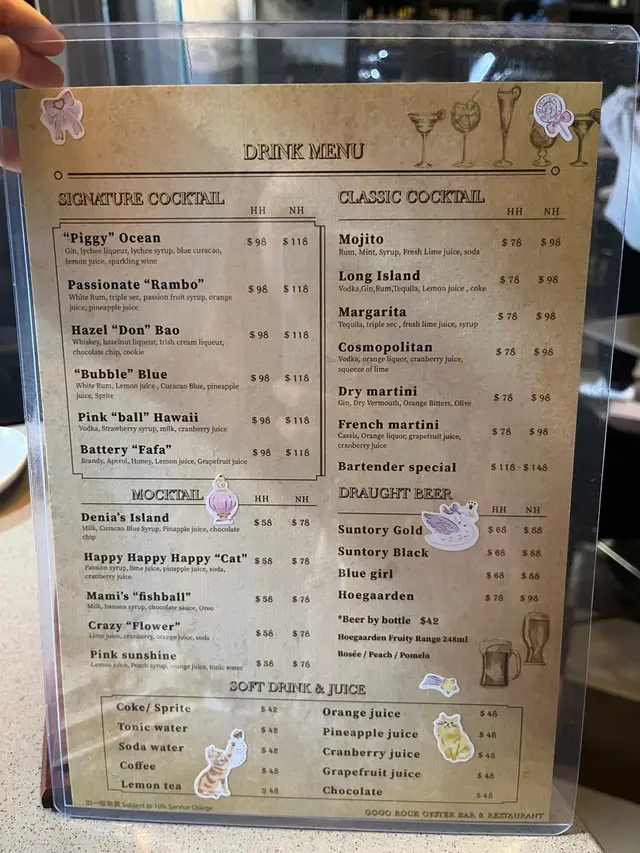 DRINK MENU
SIGNATURE COCKTAIL
HH NH
"Piggy" Ocean $98 $118
Gin, lychee liqueur, lychee syrup, blue curacao,
lemon juice, sparkling wine
Passionate "Rambo" $98 $118
White Rum, triple sec, passion fruit syrup, orange
juice, pineapple juice
Hazel "Don" Bao $98 $118
Whiskey, hazelnut liqueur, Irish cream liqueur,
chocolate chip, cookie
"Bubble" Blue $98 $118
White Rum, Lemon juice , Curacao Blue, pineapple
juice, Sprite
Pink "ball" Hawaii $98 $118
Vodka, Strawberry syrup, milk, cranberry juice
Battery "Fafa" $98 $118
Brandy, Aperol, Honey, Lemon juice, Grapefruit juice
MOCKTAIL
HH NH
Denia's Island $58 $78
Milk, Curacao Blue Syrup, Pinapple juice, chocolate
chip
Happy Happy Happy "Cat" $58 $78
Passion syrup, lime juice, pinapple juice, soda,
cranberry juice
Mami's "fishball" $58 $78
Milk, banana syrup, chocolate sauce, Oreo
Crazy "Flower" $58 $78
Lime juice, cranberry, orange juice, soda
Pink sunshine $58 $78
Lemon juice, Peach syrup, orange juice, tonic water
CLASSIC COCKTAIL
HH NH
Mojito $78 $98
Rum, Mint, Syrup, Fresh Lime juice, soda
Long Island $78 $98
Vodka,Gin,Rum,Tequila, Lemon juice , coke
Margarita $78 $98
Tequila, triple sec , fresh lime juice, syrup
Cosmopolitan $78 $98
Vodka, orange liquor, cranberry juice,
squeeze of lime
Dry martini $78 $98
Gin, Dry Vermouth, Orange Bitters, Olive
French martini $78 $98
Cassis, Orange liquor, grapefruit juice,
cranberry juice
Bartender special $118-$148
DRAUGHT BEER
HH NH
Suntory Gold $68 $88
Suntory Black $68 $88
Blue girl $68 $88
Hoegaarden $78 $98
*Beer by bottle $42
Hoegaarden Fruity Range 248ml
Rosée / Peach / Pomelo
SOFT DRINK & JUICE
Coke/ Sprite $42
Tonic water $42
Soda water $42
Coffee $48
Lemon tea $48
Orange juice $48
Pineapple juice $48
Cranberry juice $48
Grapefruit juice $48
Chocolate $48
加一服務費 Subject to 10% Service Charge
GOGO ROCK OYSTER BAR & RESTAURANT